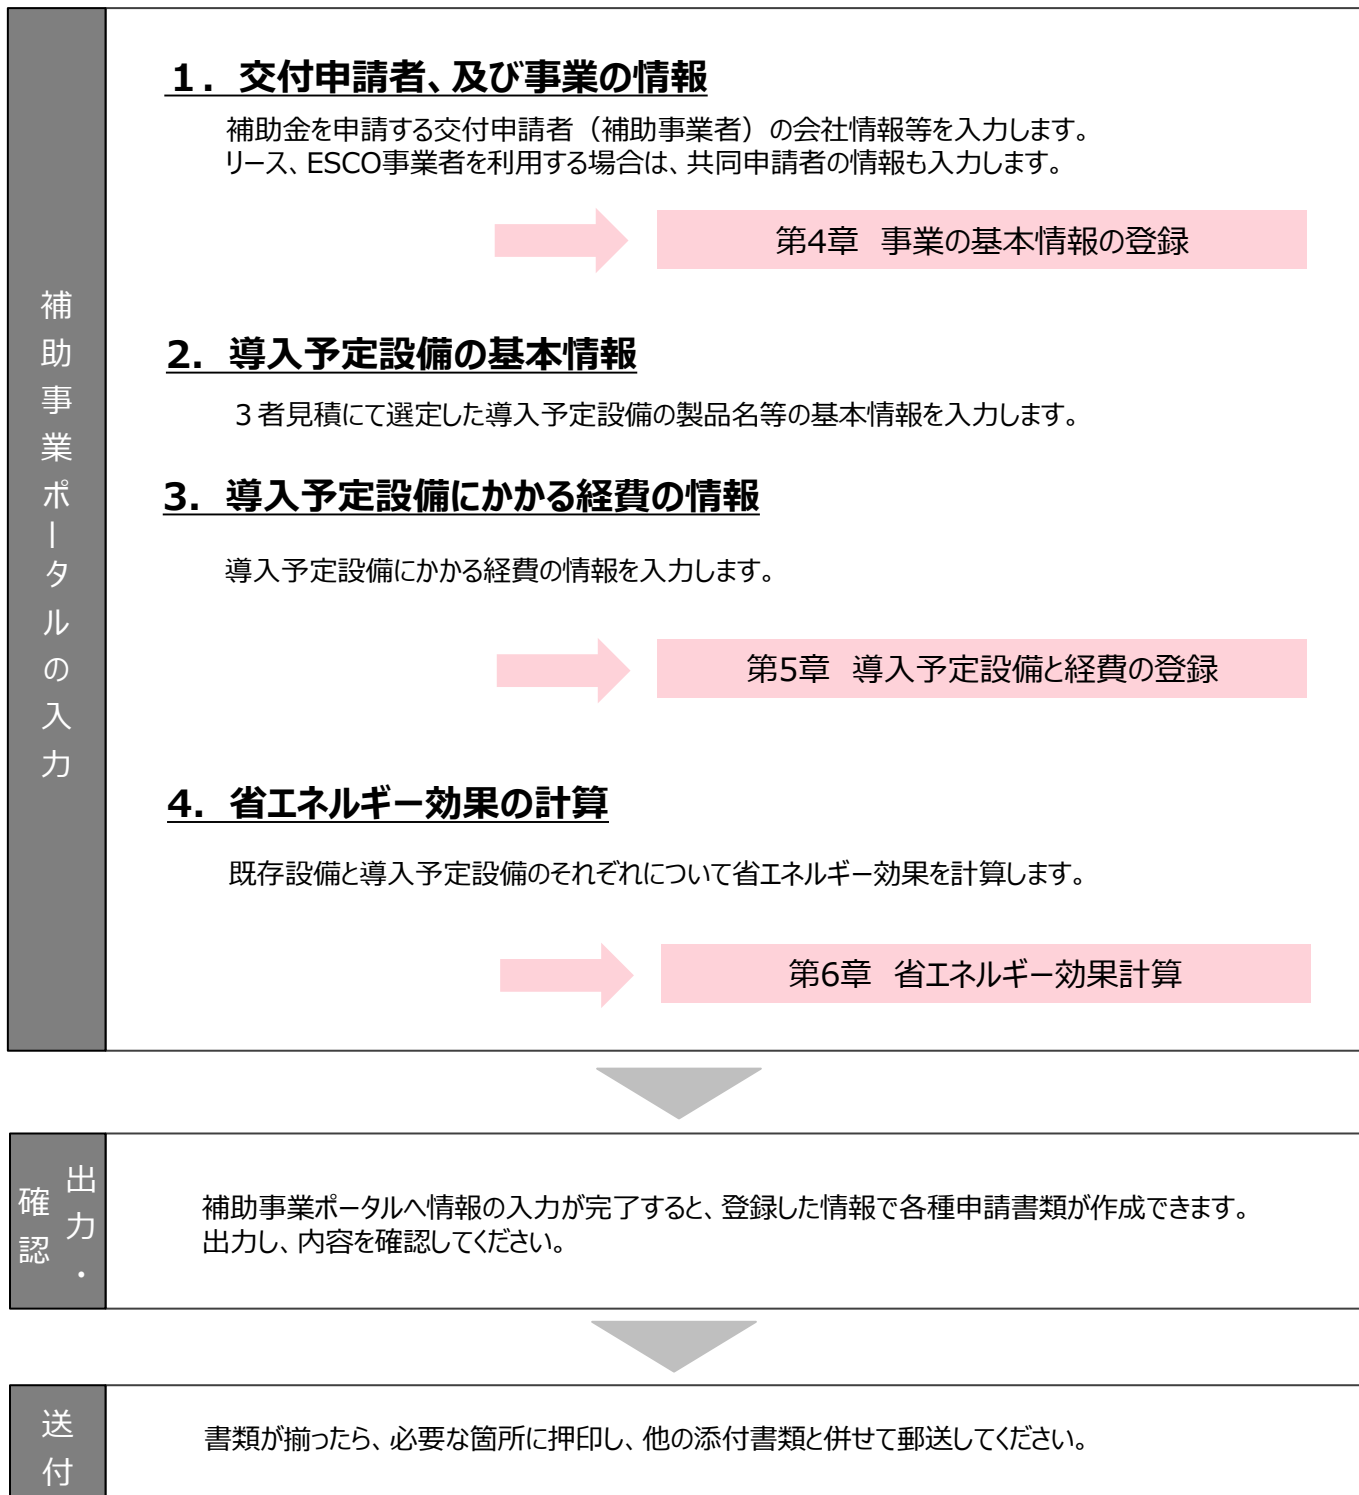 補助事業ポータルの入力
１．交付申請者、及び事業の情報
補助金を申請する交付申請者（補助事業者）の会社情報等を入力します。
リース、ESCO事業者を利用する場合は、共同申請者の情報も入力します。
第4章 事業の基本情報の登録
2. 導入予定設備の基本情報
３者見積にて選定した導入予定設備の製品名等の基本情報を入力します。
3. 導入予定設備にかかる経費の情報
導入予定設備にかかる経費の情報を入力します。
第5章 導入予定設備と経費の登録
4. 省エネルギー効果の計算
既存設備と導入予定設備のそれぞれについて省エネルギー効果を計算します。
第6章 省エネルギー効果計算
出力・
確認
補助事業ポータルへ情報の入力が完了すると、登録した情報で各種申請書類が作成できます。
出力し、内容を確認してください。
送付
書類が揃ったら、必要な箇所に押印し、他の添付書類と併せて郵送してください。